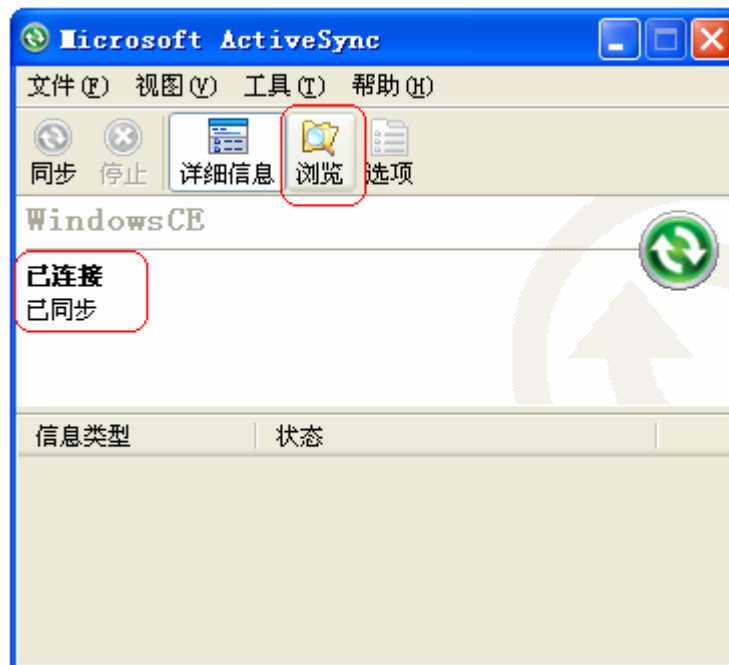 Microsoft ActiveSync
文件(F) 视图(V) 工具(T) 帮助(H)
同步 停止 详细信息 浏览 选项
WindowsCE
已连接
已同步
信息类型 状态